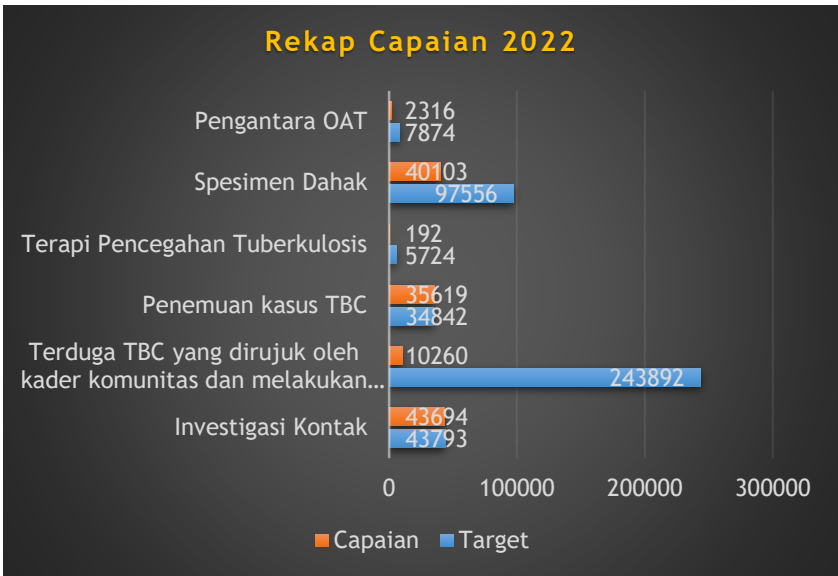 Rekap Capaian 2022
Pengantara OAT
2316
7874
Spesimen Dahak
40103
97556
Terapi Pencegahan Tuberkulosis
192
5724
Penemuan kasus TBC
35619
34842
Terduga TBC yang dirujuk oleh
kader komunitas dan melakukan...
10260
243892
Investigasi Kontak
43694
43793
0 100000 200000 300000
Capaian Target